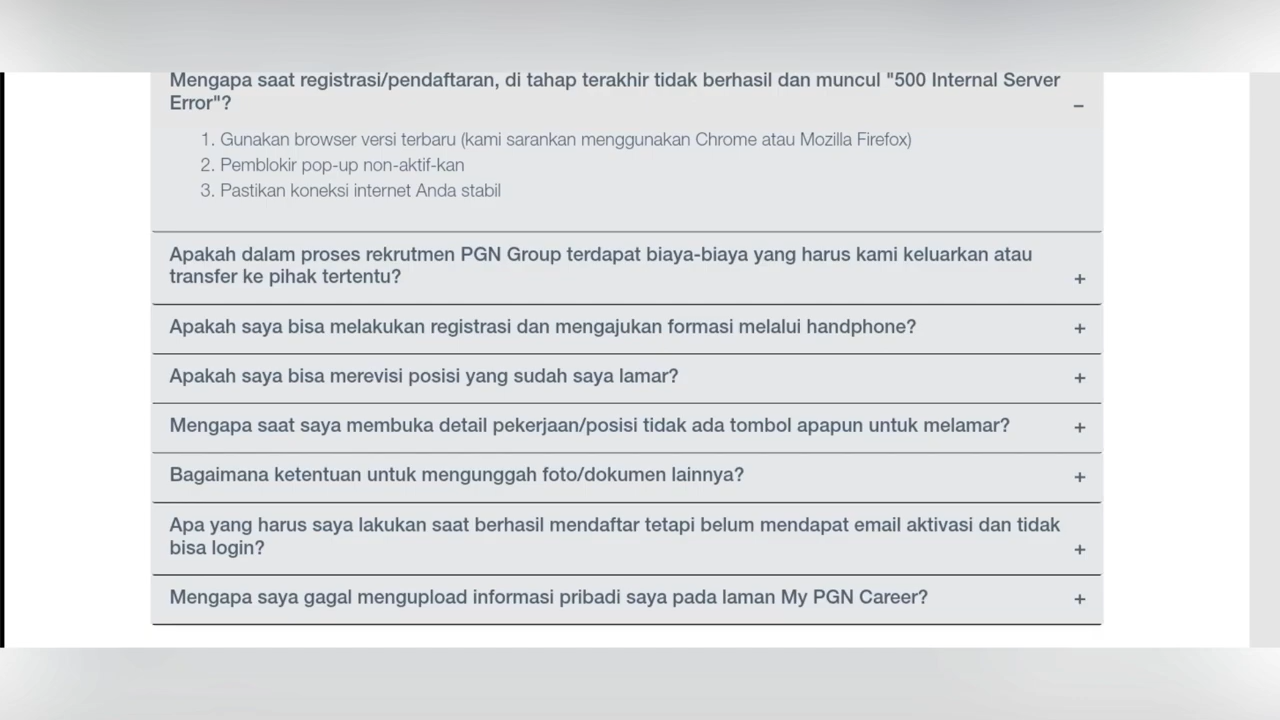 Mengapa saat registrasi/pendaftaran, di tahap terakhir tidak berhasil dan muncul "500 Internal Server
Error"?
−
1. Gunakan browser versi terbaru (kami sarankan menggunakan Chrome atau Mozilla Firefox)
2. Pemblokir pop-up non-aktif-kan
3. Pastikan koneksi internet Anda stabil
Apakah dalam proses rekrutmen PGN Group terdapat biaya-biaya yang harus kami keluarkan atau
transfer ke pihak tertentu?
+
Apakah saya bisa melakukan registrasi dan mengajukan formasi melalui handphone? +
Apakah saya bisa merevisi posisi yang sudah saya lamar? +
Mengapa saat saya membuka detail pekerjaan/posisi tidak ada tombol apapun untuk melamar? +
Bagaimana ketentuan untuk mengunggah foto/dokumen lainnya? +
Apa yang harus saya lakukan saat berhasil mendaftar tetapi belum mendapat email aktivasi dan tidak
bisa login?
+
Mengapa saya gagal mengupload informasi pribadi saya pada laman My PGN Career? +